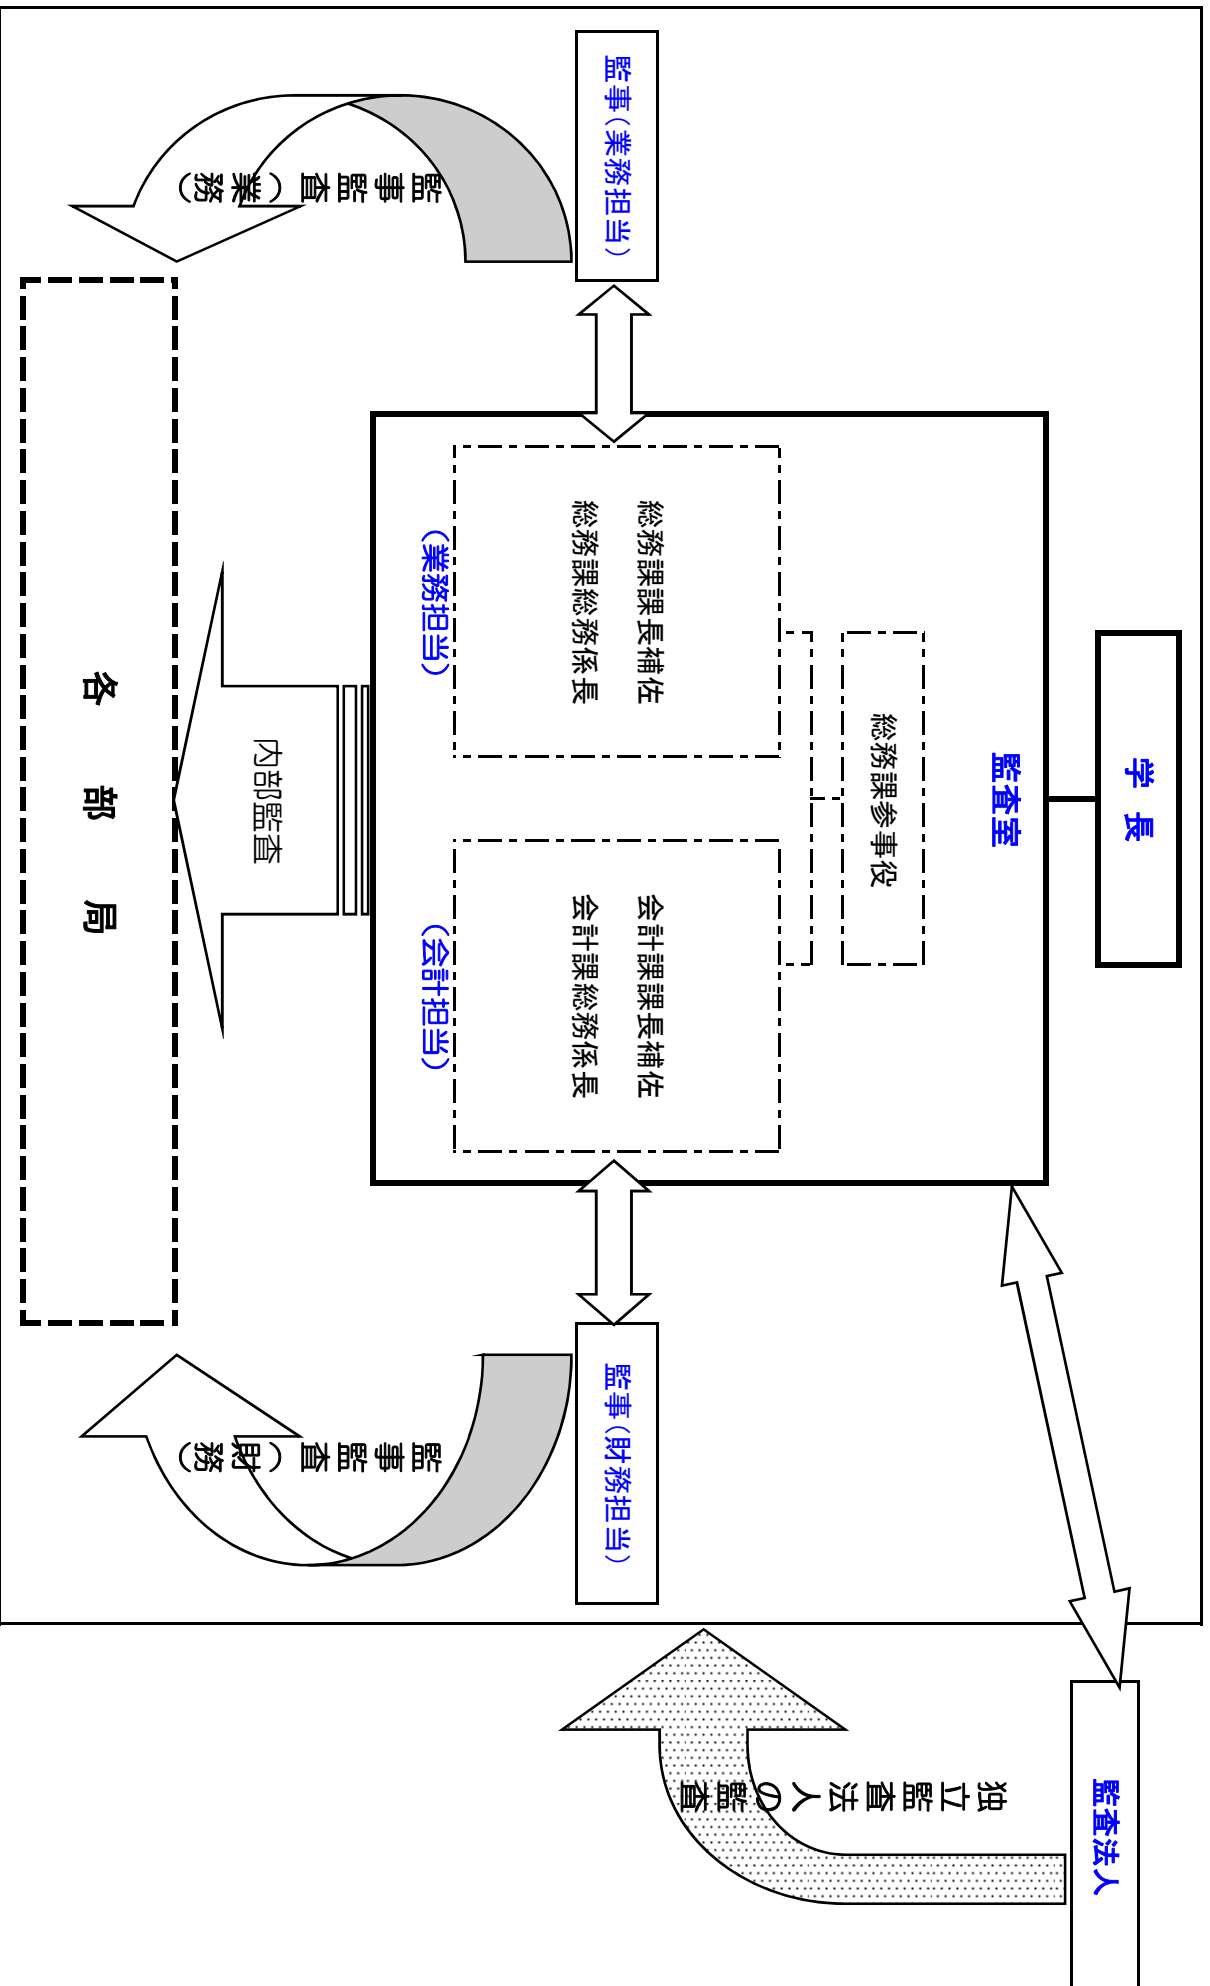 学 長
監査室
総務課参事役
総務課課長補佐
総務課総務係長
(業務担当)
会計課課長補佐
会計課総務係長
(会計担当)
監事(業務担当)
監事(財務担当)
監事監査(業務)
監事監査(財務)
内部監査
各 部 局
監査法人
独立監査法人の監査